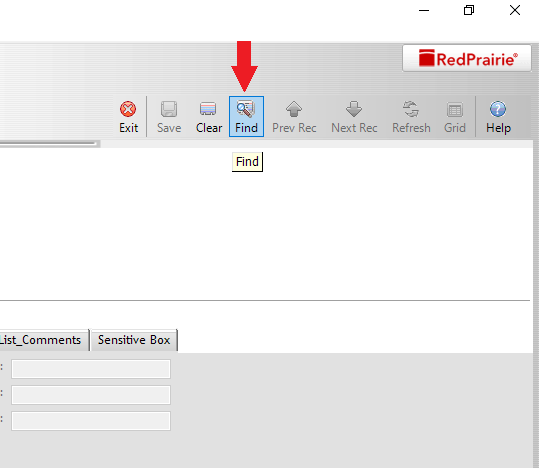 RedPrairie®
Exit Save Clear Find Prev Rec Next Rec Refresh Grid Help
Find
List_Comments Sensitive Box
:
:
: